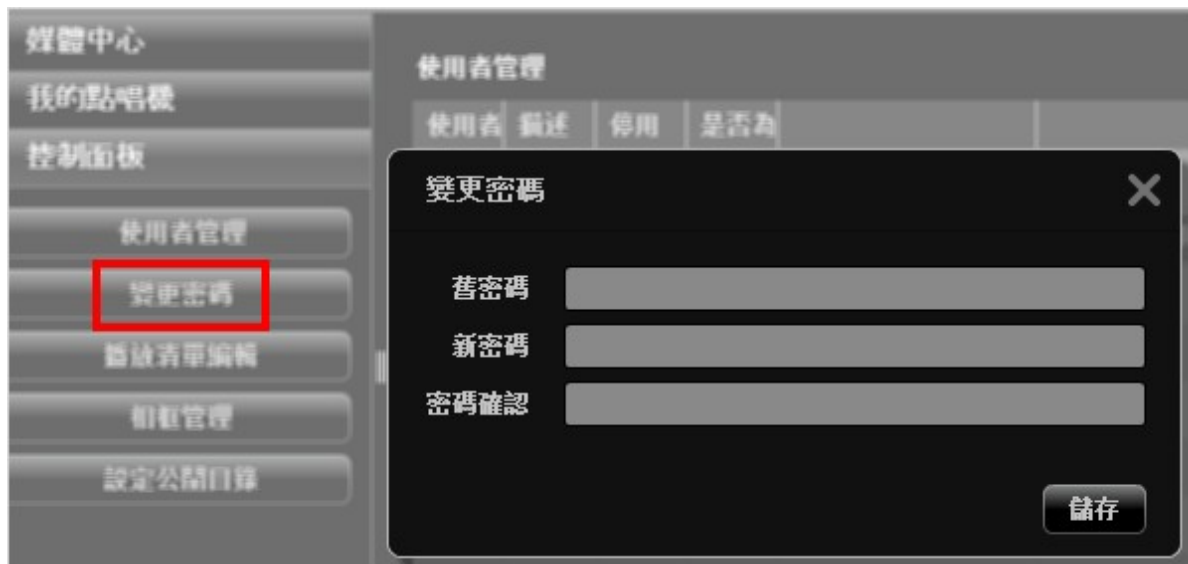 媒體中心
我的點唱機
控制面板
使用者管理
變更密碼
播放清單編輯
相框管理
設定公開目錄
使用者管理
使用者 描述 停用 是否為
變更密碼
舊密碼
新密碼
密碼確認
儲存